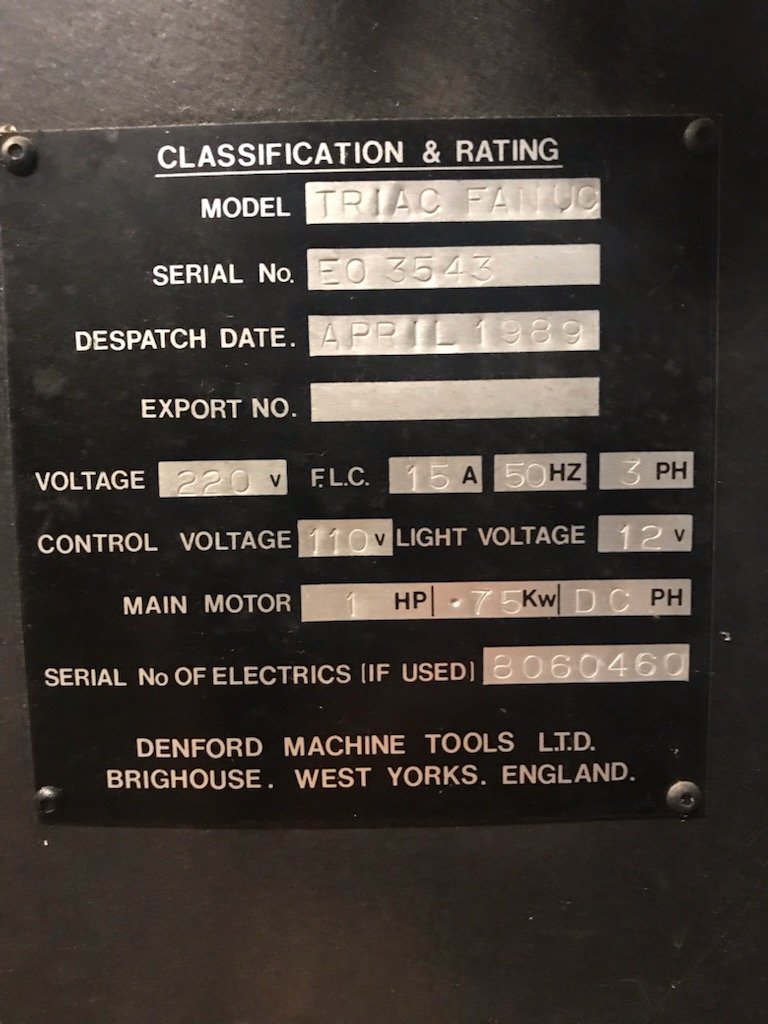 CLASSIFICATION & RATING
MODEL TRIAC FANUC
SERIAL No. EO 3543
DESPATCH DATE. APRIL 1989
EXPORT NO.
VOLTAGE 220 V F.L.C. 15 A 50 HZ 3 PH
CONTROL VOLTAGE 110 V LIGHT VOLTAGE 12 V
MAIN MOTOR 1 HP .75 Kw DC PH
SERIAL No OF ELECTRICS (IF USED) 8060460
DENFORD MACHINE TOOLS L.T.D.
BRIGHOUSE. WEST YORKS. ENGLAND.